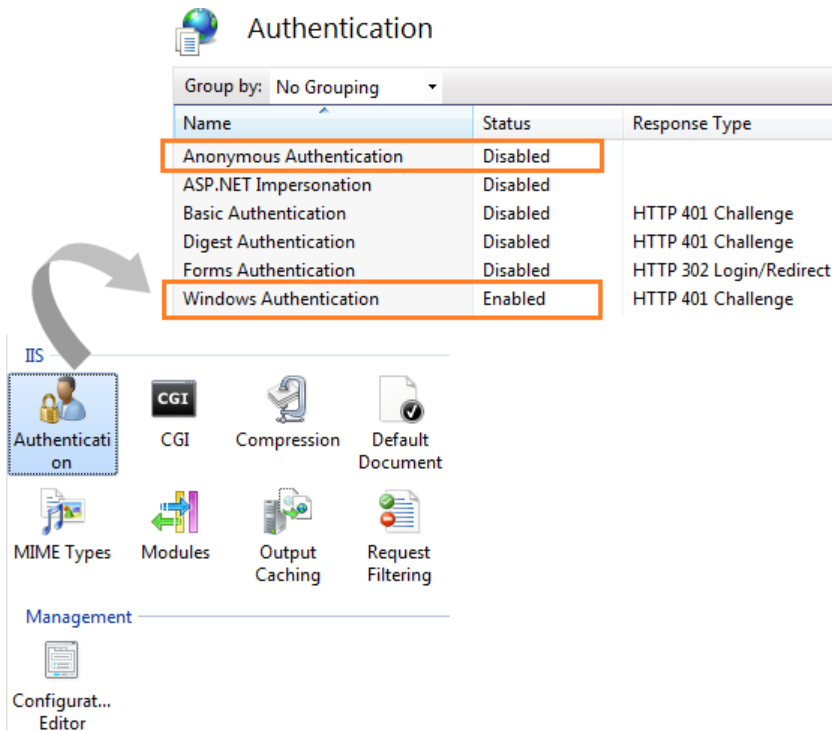 Authentication
Group by: No Grouping
Name Status Response Type
Anonymous Authentication Disabled
ASP.NET Impersonation Disabled
Basic Authentication Disabled HTTP 401 Challenge
Digest Authentication Disabled HTTP 401 Challenge
Forms Authentication Disabled HTTP 302 Login/Redirect
Windows Authentication Enabled HTTP 401 Challenge
IIS
CGI
Authenticati CGI Compression Default
on Document
MIME Types Modules Output Request
Caching Filtering
Management
Configurat...
Editor